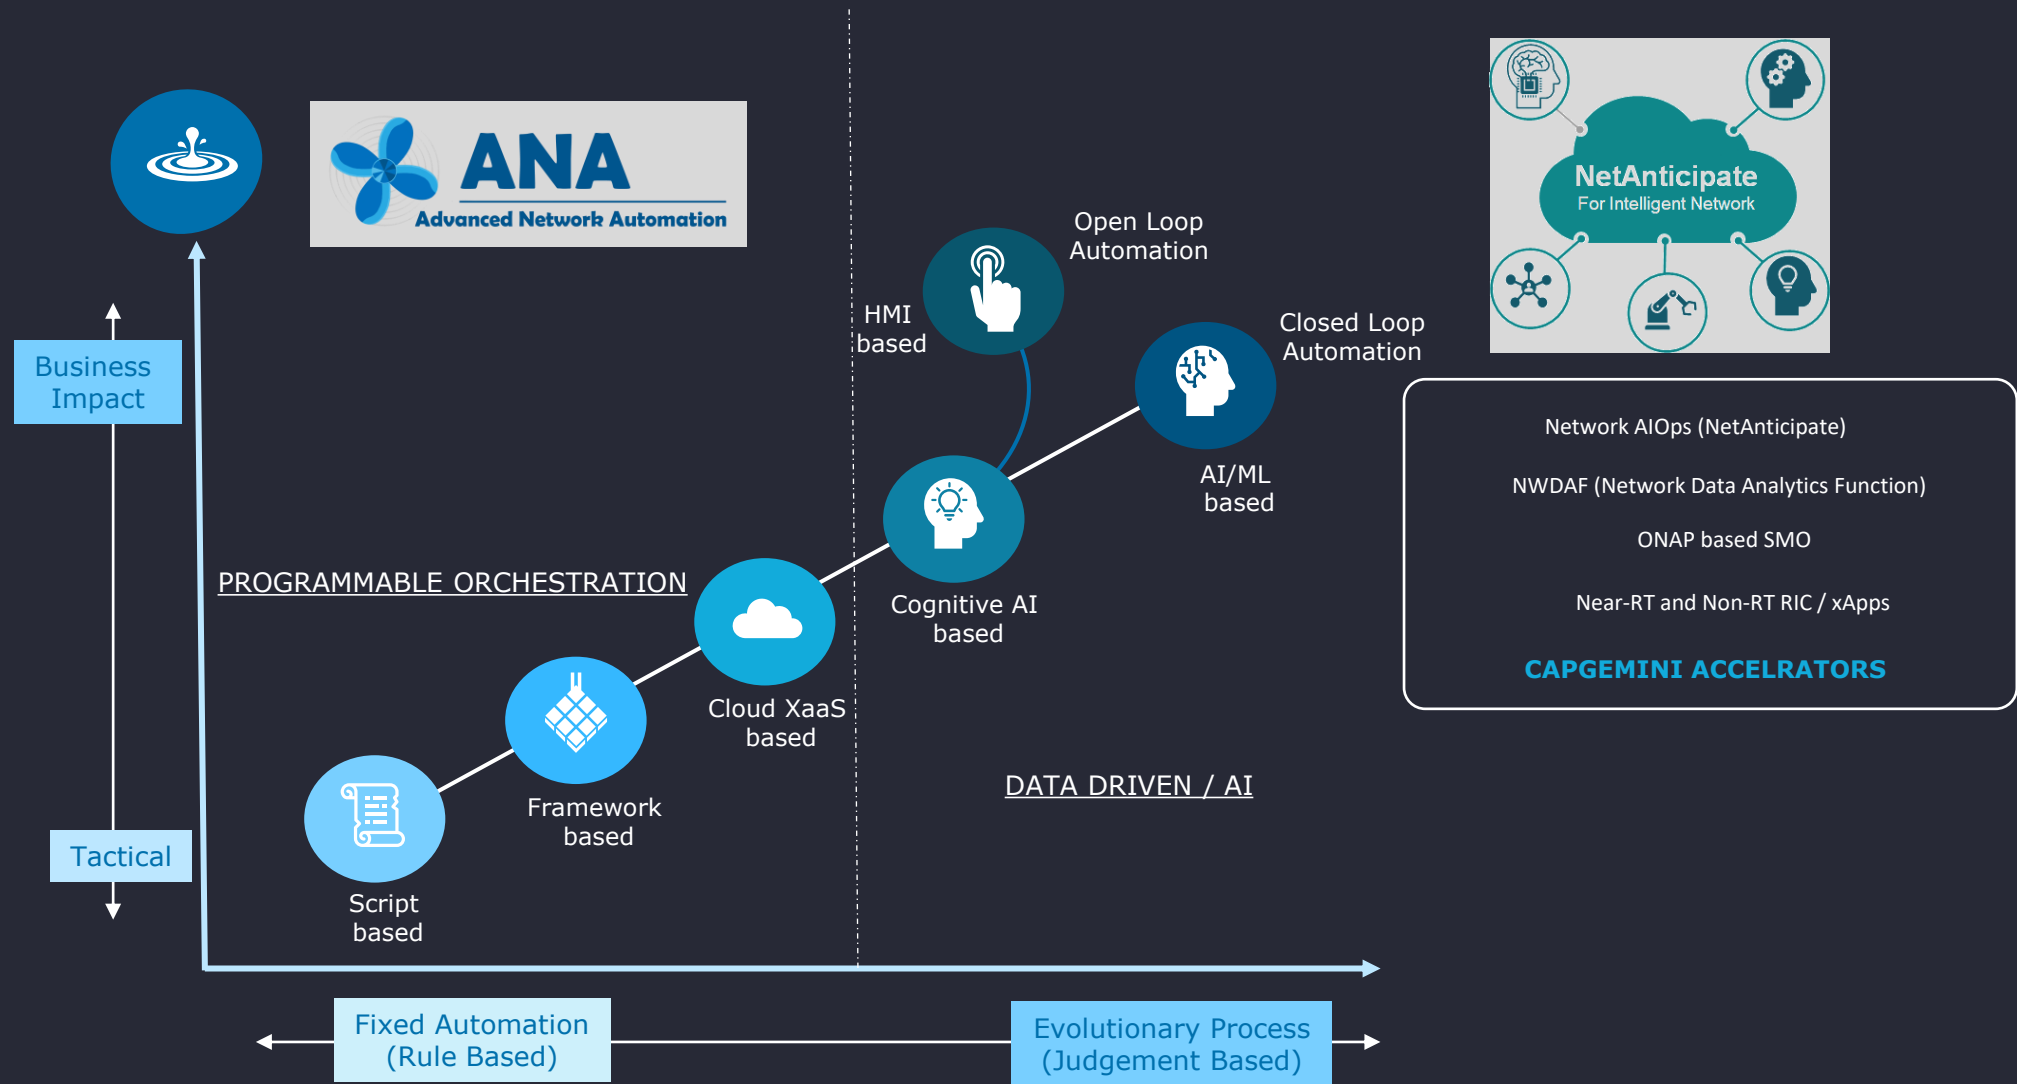 ANA
Advanced Network Automation
NetAnticipate
For Intelligent Network
Open Loop
Automation
HMI
based
Closed Loop
Automation
Business
Impact
AI/ML
based
Network AIOps (NetAnticipate)
NWDAF (Network Data Analytics Function)
ONAP based SMO
Near-RT and Non-RT RIC / xApps
CAPGEMINI ACCELRATORS
PROGRAMMABLE ORCHESTRATION
Cognitive AI
based
Cloud XaaS
based
DATA DRIVEN / AI
Framework
based
Tactical
Script
based
Fixed Automation
(Rule Based)
Evolutionary Process
(Judgement Based)